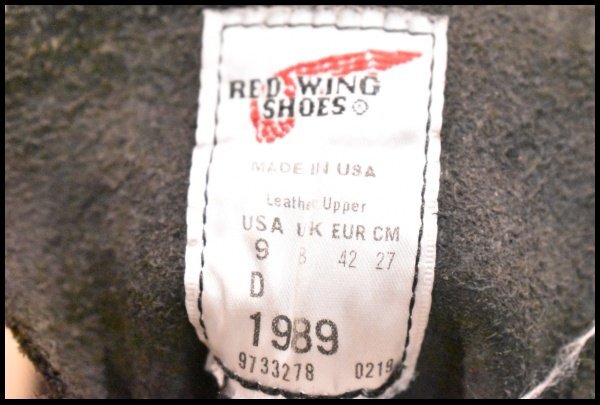 RED WING
SHOES ®
MADE IN USA
Leather Upper
USA UK EUR CM
9 8 42 27
D
1989
9733278 0219